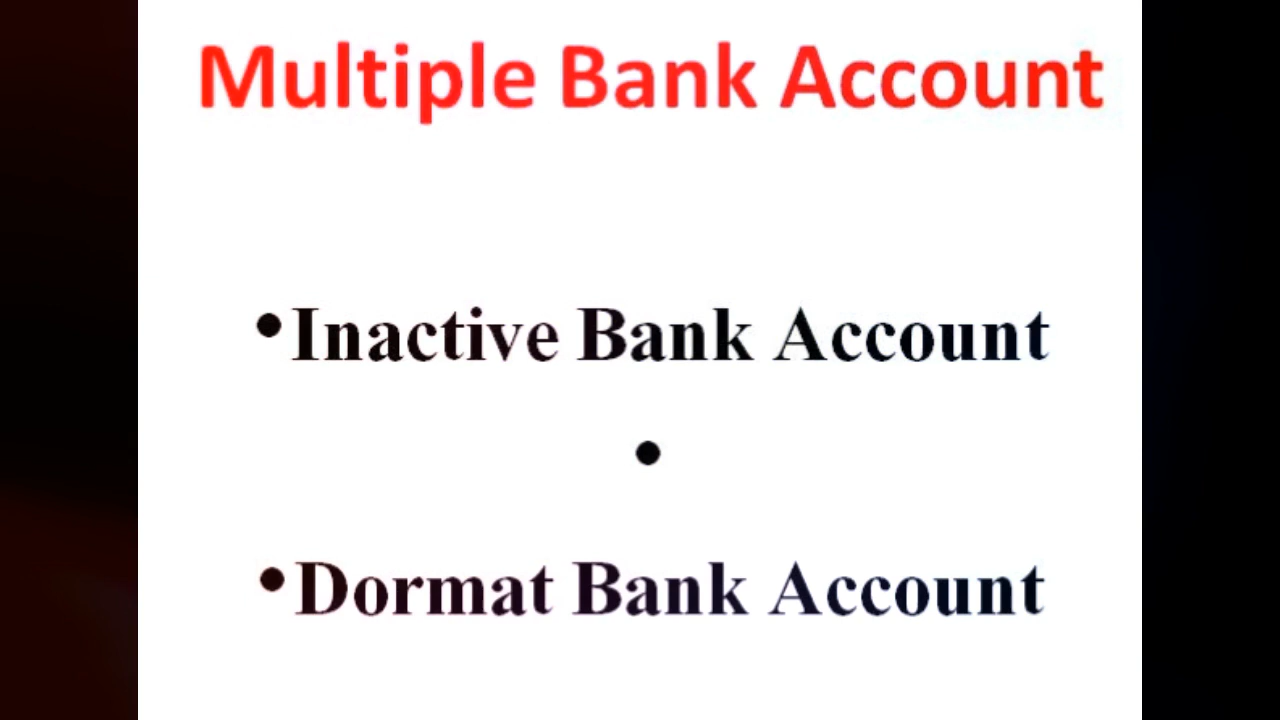 Multiple Bank Account
•Inactive Bank Account
•
•Dormat Bank Account